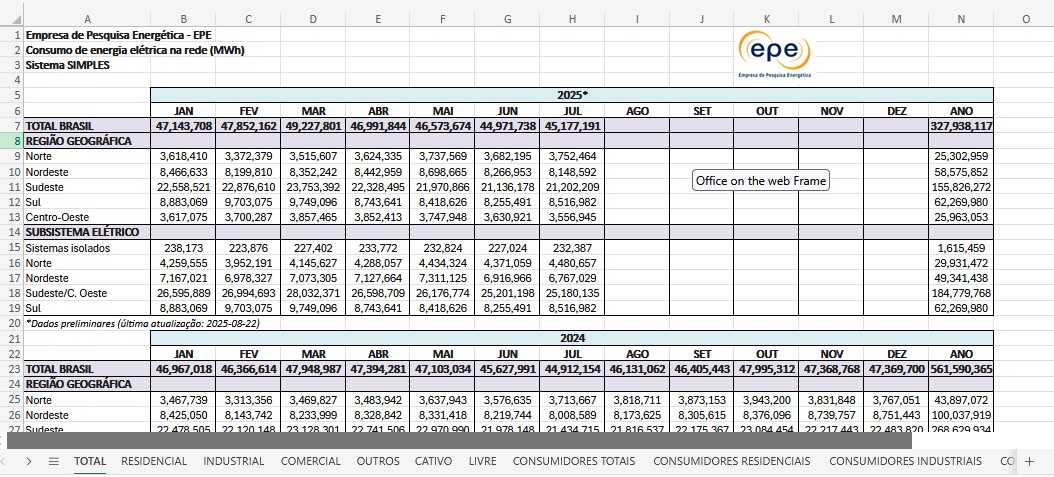 A B C D E F G H I J K L M N O
1 Empresa de Pesquisa Energética - EPE
2 Consumo de energia elétrica na rede (MWh)
3 Sistema SIMPLES
epe
Empresa de Pesquisa Energética
4
5 2025*
6 JAN FEV MAR ABR MAI JUN JUL AGO SET OUT NOV DEZ ANO
7 TOTAL BRASIL 47,143,708 47,852,162 49,227,801 46,991,844 46,573,674 44,971,738 45,177,191 327,938,117
8 REGIÃO GEOGRÁFICA
9 Norte 3,618,410 3,372,379 3,515,607 3,624,335 3,737,569 3,682,195 3,752,464 25,302,959
10 Nordeste 8,466,633 8,199,810 8,352,242 8,442,959 8,698,665 8,266,953 8,148,592 58,575,852
11 Sudeste 22,558,521 22,876,610 23,753,392 22,328,495 21,970,866 21,136,178 21,202,209 155,826,272
Office on the web Frame
12 Sul 8,883,069 9,703,075 9,749,096 8,743,641 8,418,626 8,255,491 8,516,982 62,269,980
13 Centro-Oeste 3,617,075 3,700,287 3,857,465 3,852,413 3,747,948 3,630,921 3,556,945 25,963,053
14 SUBSISTEMA ELÉTRICO
15 Sistemas isolados 238,173 223,876 227,402 233,772 232,824 227,024 232,387 1,615,459
16 Norte 4,259,555 3,952,191 4,145,627 4,288,057 4,434,324 4,371,059 4,480,657 29,931,472
17 Nordeste 7,167,021 6,978,327 7,073,305 7,127,664 7,311,125 6,916,966 6,767,029 49,341,438
18 Sudeste/C. Oeste 26,595,889 26,994,693 28,032,371 26,598,709 26,176,774 25,201,198 25,180,135 184,779,768
19 Sul 8,883,069 9,703,075 9,749,096 8,743,641 8,418,626 8,255,491 8,516,982 62,269,980
20 *Dados preliminares (última atualização: 2025-08-22)
21 2024
22 JAN FEV MAR ABR MAI JUN JUL AGO SET OUT NOV DEZ ANO
23 TOTAL BRASIL 46,967,018 46,366,614 47,948,987 47,394,281 47,103,034 45,627,991 44,912,154 46,131,062 46,405,443 47,995,312 47,368,768 47,369,700 561,590,365
24 REGIÃO GEOGRÁFICA
25 Norte 3,467,739 3,313,356 3,469,827 3,483,942 3,637,943 3,576,635 3,713,667 3,818,711 3,873,153 3,943,200 3,831,848 3,767,051 43,897,072
26 Nordeste 8,425,050 8,143,742 8,233,999 8,328,842 8,331,418 8,219,744 8,008,589 8,173,625 8,305,615 8,376,096 8,739,757 8,751,443 100,037,919
27 Sudeste 22,478,505 22,120,148 23,128,301 22,741,506 22,970,990 21,978,148 21,434,715 21,816,537 22,175,367 23,084,454 22,217,443 22,483,820 268,629,934
TOTAL RESIDENCIAL INDUSTRIAL COMERCIAL OUTROS CATIVO LIVRE CONSUMIDORES TOTAIS CONSUMIDORES RESIDENCIAIS CONSUMIDORES INDUSTRIAIS CO